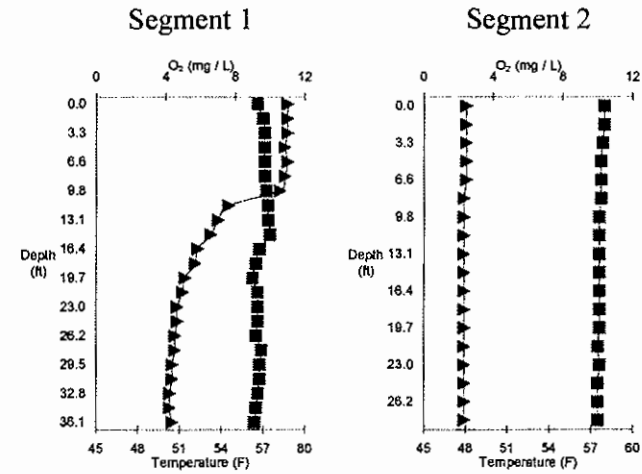 Segment 1
Segment 2
O₂ (mg / L)
O₂ (mg / L)
0 4 8 12
0 4 8 12
0.0
3.3
6.6
9.8
13.1
16.4
19.7
23.0
26.2
29.5
32.8
36.1
Depth
(ft)
0.0
3.3
6.6
9.8
13.1
16.4
19.7
23.0
26.2
Depth
(ft)
45 48 51 54 57 80
45 48 51 54 57 60
Temperature (F)
Temperature (F)